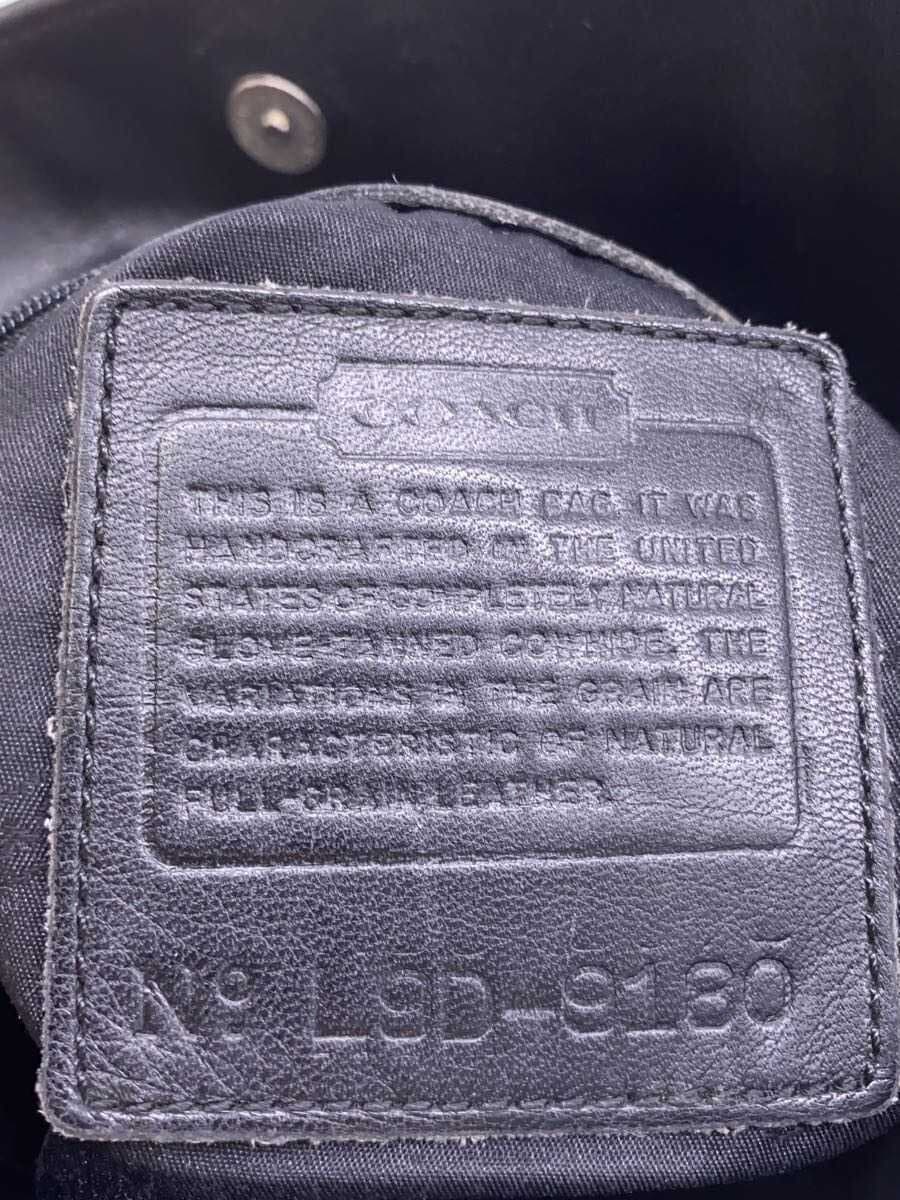 COACH
THIS IS A COACH BAG. IT WAS
HANDCRAFTED IN THE UNITED
STATES OF COMPLETELY NATURAL
GLOVE-TANNED COWHIDE. THE
VARIATIONS IN THE GRAIN ARE
CHARACTERISTIC OF NATURAL
FULL-GRAIN LEATHER.
Nº L9D-9180